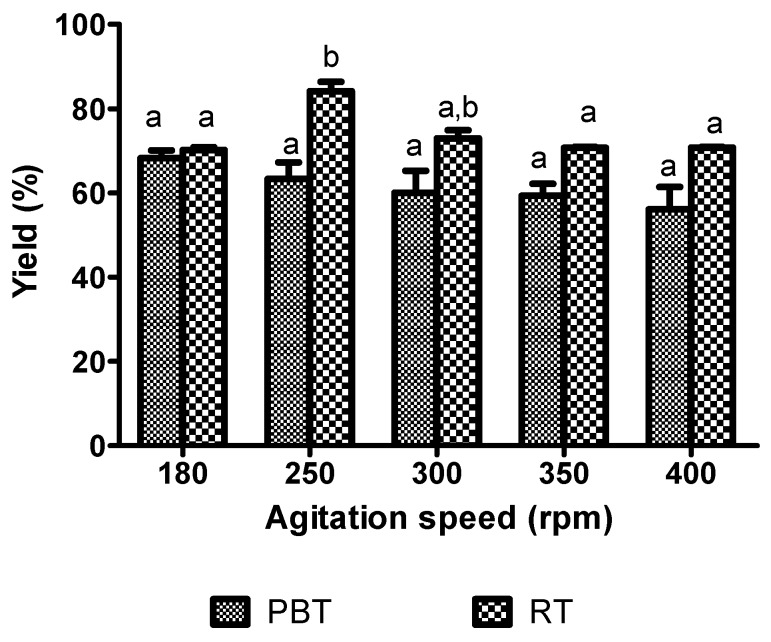 100
80
60
40
20
0
Yield (%)
a a
a b
a a,b
a a
a a
180 250 300 350 400
Agitation speed (rpm)
PBT RT